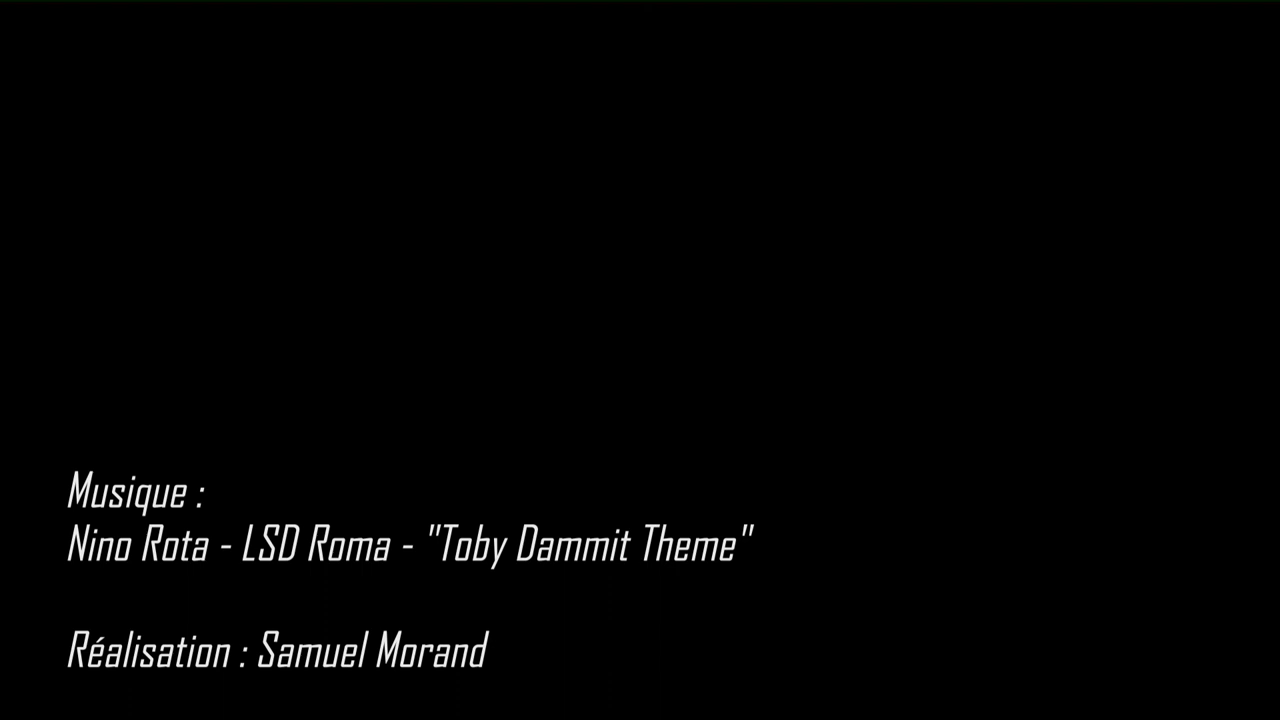 Musique :
Nino Rota - LSD Roma - "Toby Dammit Theme"
Réalisation : Samuel Morand